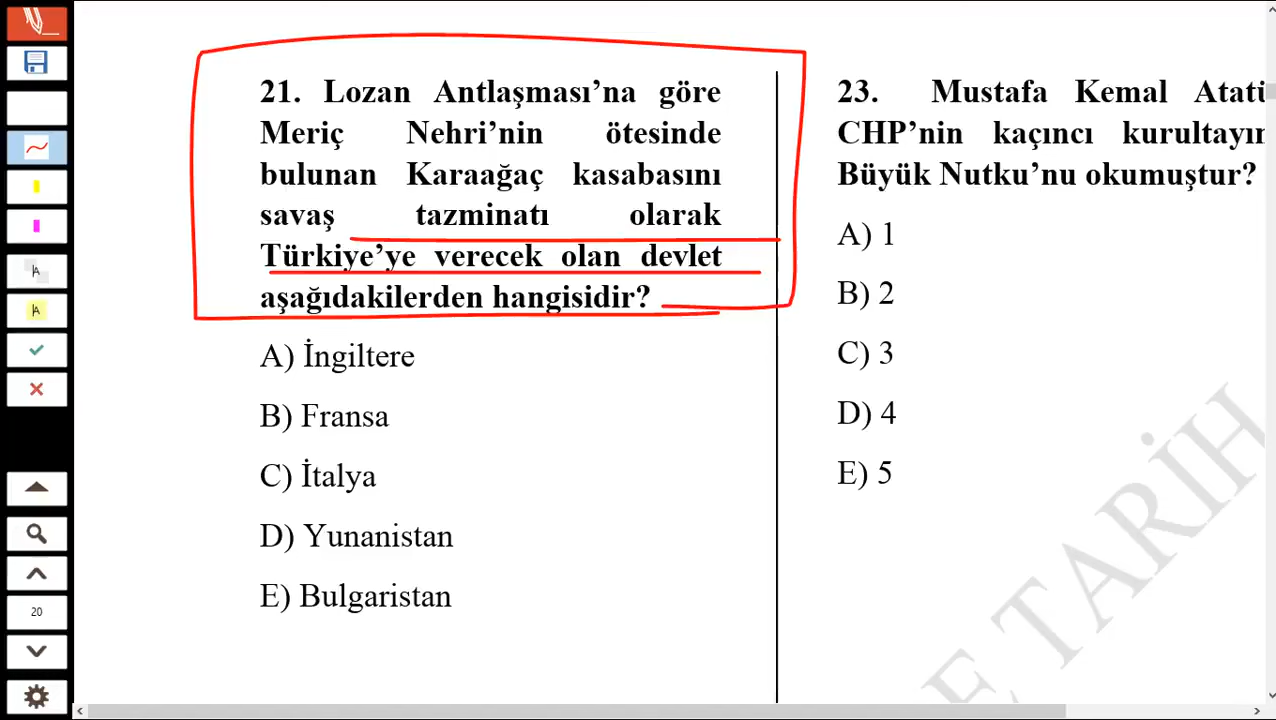 21. Lozan Antlaşması’na göre
Meriç Nehri’nin ötesinde
bulunan Karaağaç kasabasını
savaş tazminatı olarak
Türkiye’ye verecek olan devlet
aşağıdakilerden hangisidir?
A) İngiltere
B) Fransa
C) İtalya
D) Yunanistan
E) Bulgaristan
23. Mustafa Kemal Atatü
CHP’nin kaçıncı kurultayın
Büyük Nutku’nu okumuştur?
A) 1
B) 2
C) 3
D) 4
E) 5
E TARİH
A
A
20